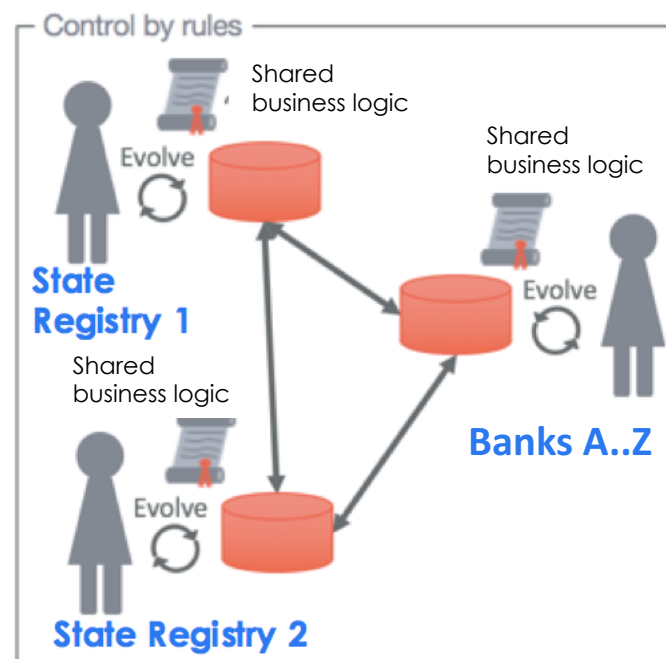 Control by rules
Shared
business logic
Evolve
State
Registry 1
Shared
business logic
Evolve
Banks A..Z
Shared
business logic
Evolve
State Registry 2